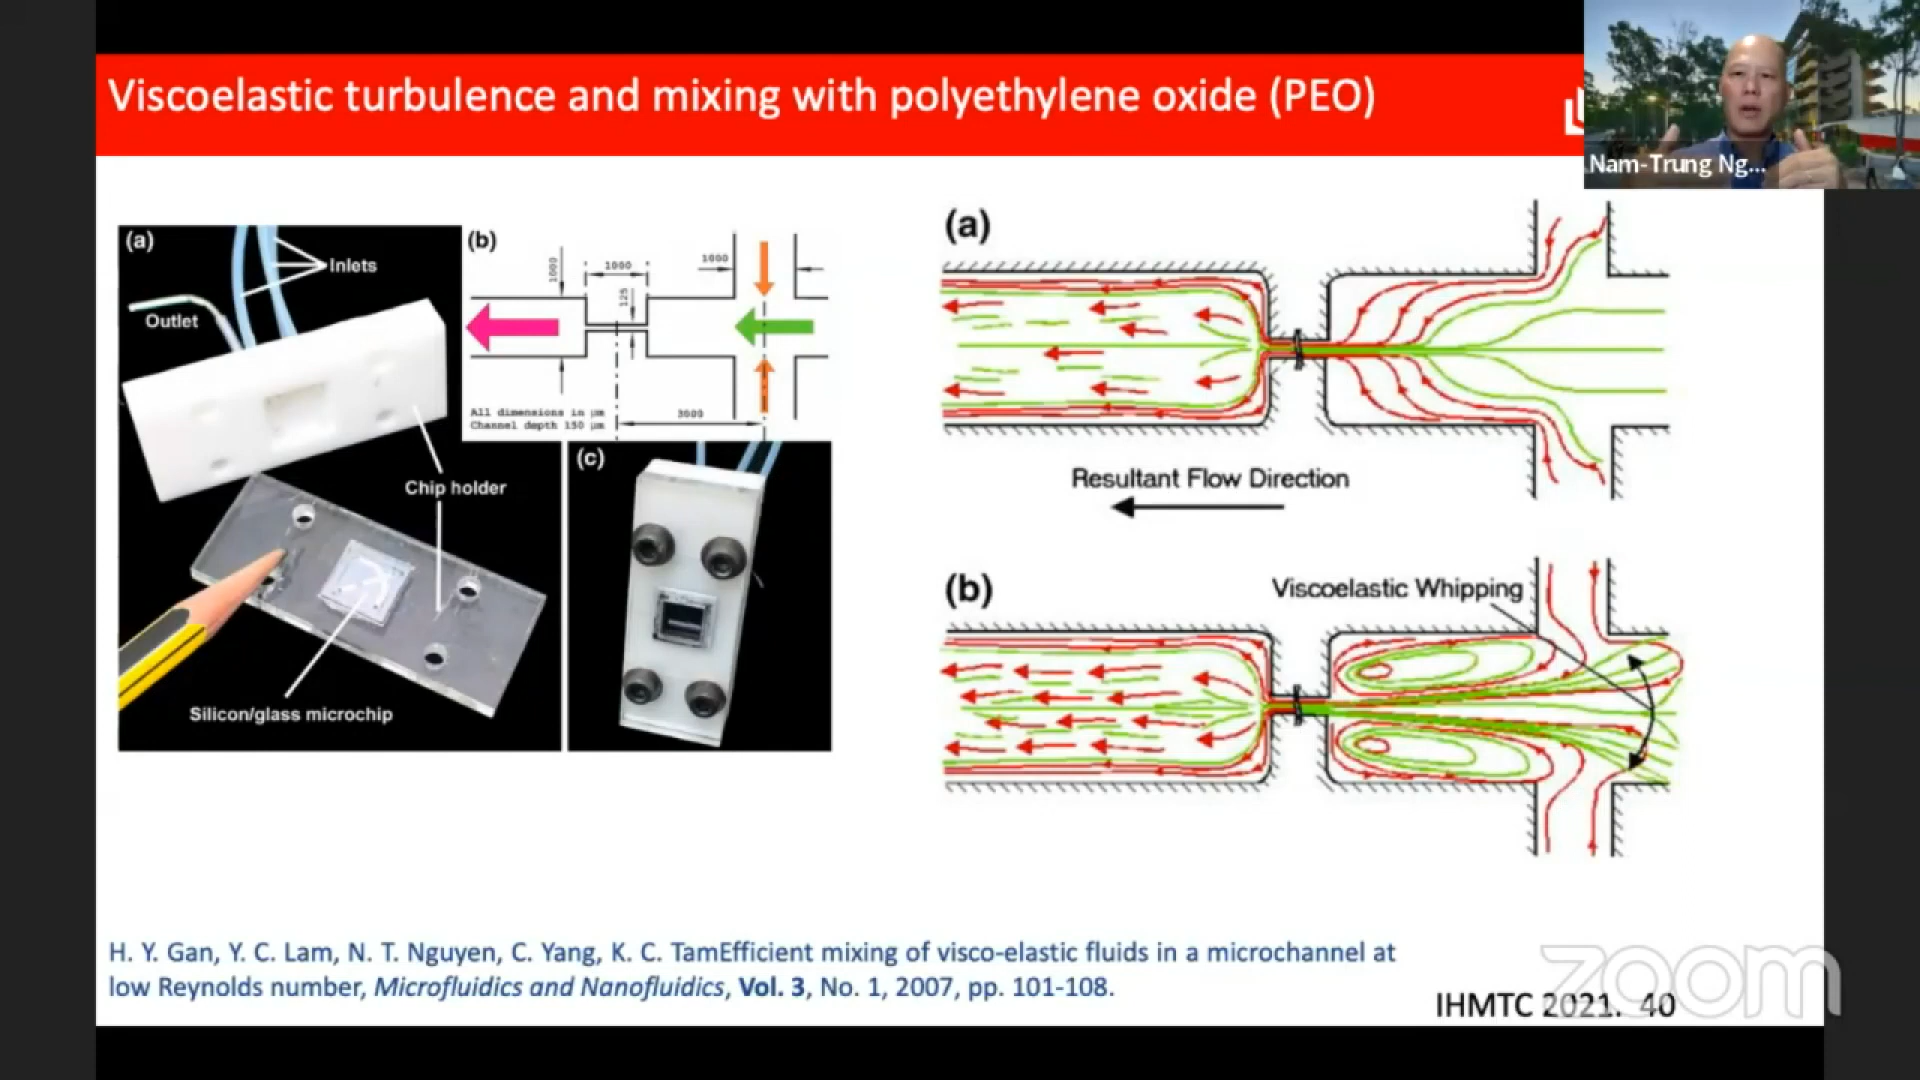 Viscoelastic turbulence and mixing with polyethylene oxide (PEO)
Nam-Trung Ng...
(a)
Inlets
Outlet
Chip holder
Silicon/glass microchip
(b)
1000
1000
125
1000
All dimensions in µm
Channel depth 150 µm
3000
(c)
(a)
Resultant Flow Direction
(b)
Viscoelastic Whipping
H. Y. Gan, Y. C. Lam, N. T. Nguyen, C. Yang, K. C. TamEfficient mixing of visco-elastic fluids in a microchannel at
low Reynolds number, Microfluidics and Nanofluidics, Vol. 3, No. 1, 2007, pp. 101-108.
IHMTC 2021. 40
zoom